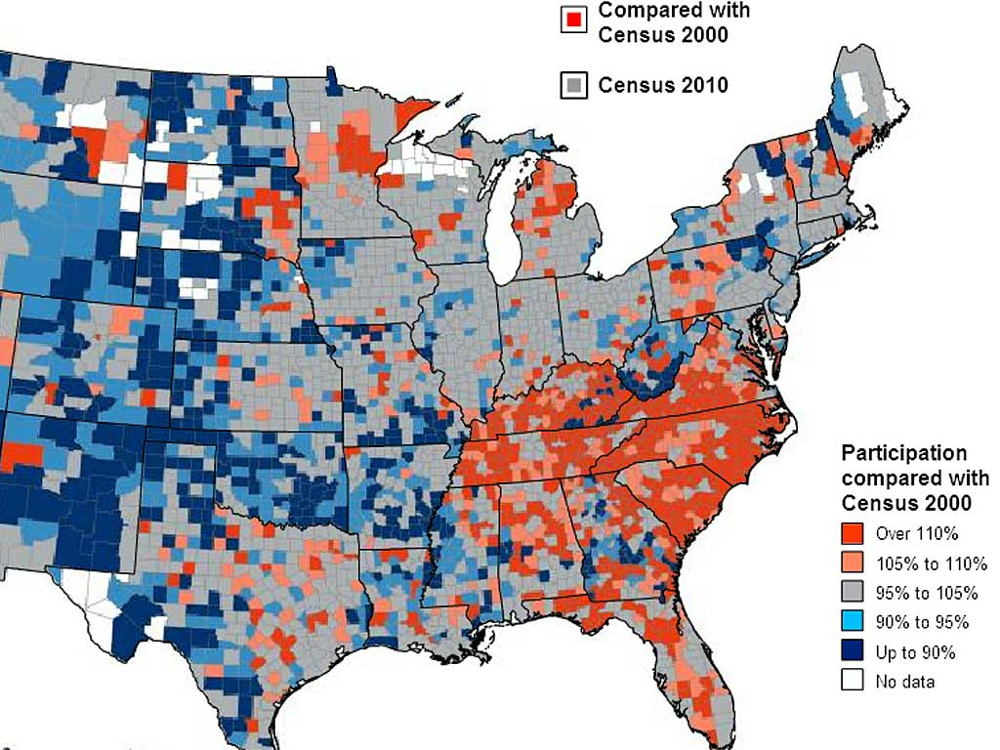 Compared with
Census 2000
Census 2010
Participation
compared with
Census 2000
Over 110%
105% to 110%
95% to 105%
90% to 95%
Up to 90%
No data